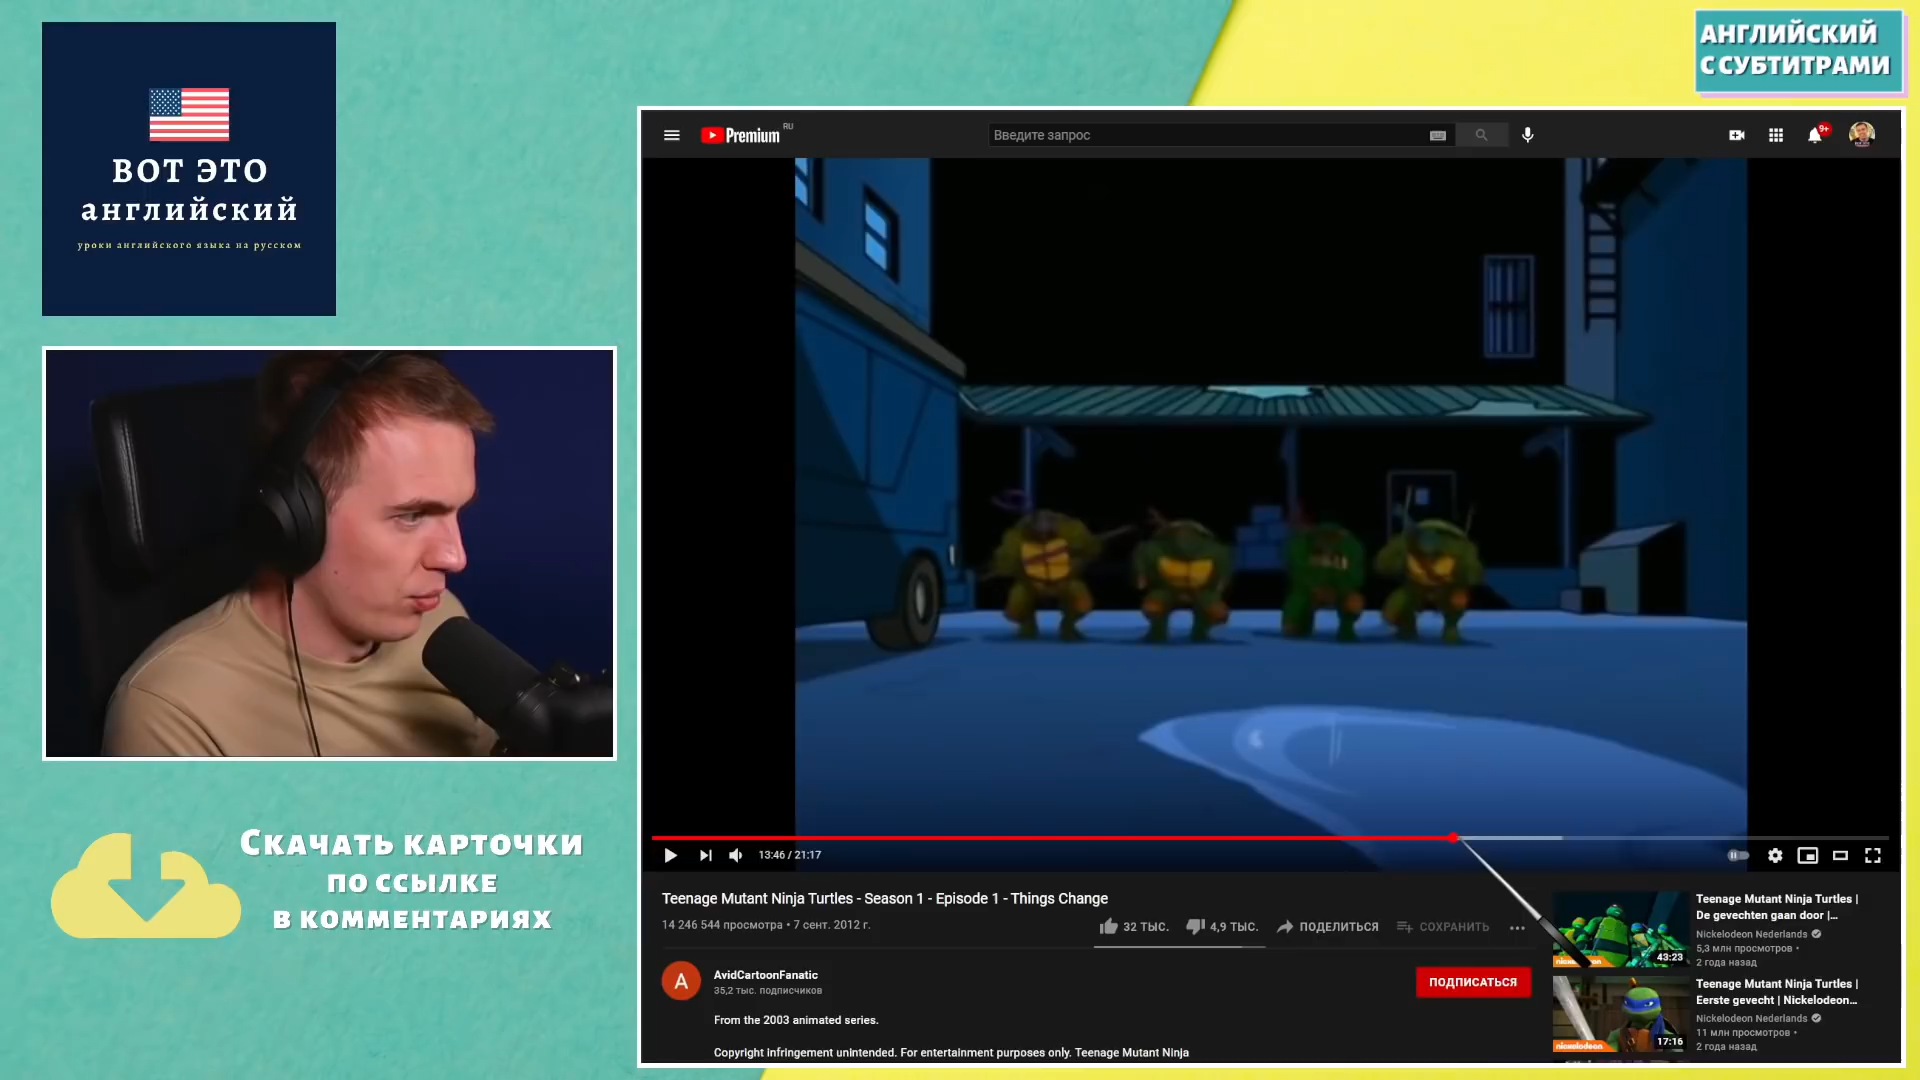 ВОТ ЭТО
английский
уроки английского языка на русском
АНГЛИЙСКИЙ
С СУБТИТРАМИ
Premium
RU
Введите запрос
9+
13:46 / 21:17
Teenage Mutant Ninja Turtles - Season 1 - Episode 1 - Things Change
14 246 544 просмотра • 7 сент. 2012 г.
32 ТЫС.
4,9 ТЫС.
ПОДЕЛИТЬСЯ
СОХРАНИТЬ
A
AvidCartoonFanatic
35,2 тыс. подписчиков
ПОДПИСАТЬСЯ
From the 2003 animated series.
Copyright infringement unintended. For entertainment purposes only. Teenage Mutant Ninja
nickelodeon
43:23
Teenage Mutant Ninja Turtles |
De gevechten gaan door |...
Nickelodeon Nederlands
5,3 млн просмотров •
2 года назад
nickelodeon
17:16
Teenage Mutant Ninja Turtles |
Eerste gevecht | Nickelodeon...
Nickelodeon Nederlands
11 млн просмотров •
2 года назад
СКАЧАТЬ КАРТОЧКИ
ПО ССЫЛКЕ
В КОММЕНТАРИЯХ